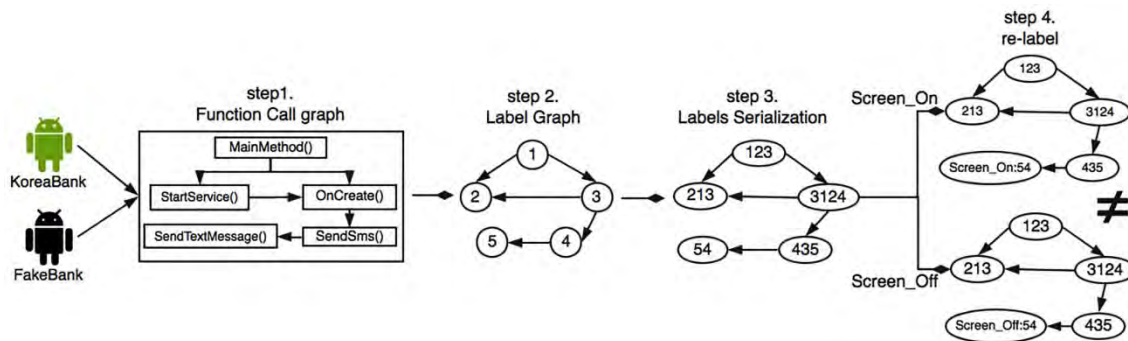 KoreaBank
FakeBank
step1.
Function Call graph
MainMethod()
StartService()
OnCreate()
SendTextMessage()
SendSms()
step 2.
Label Graph
1
2
3
5
4
step 3.
Labels Serialization
123
213
3124
54
435
step 4.
re-label
Screen_On
123
213
3124
Screen_On:54
435
≠
Screen_Off
123
213
3124
Screen_Off:54
435